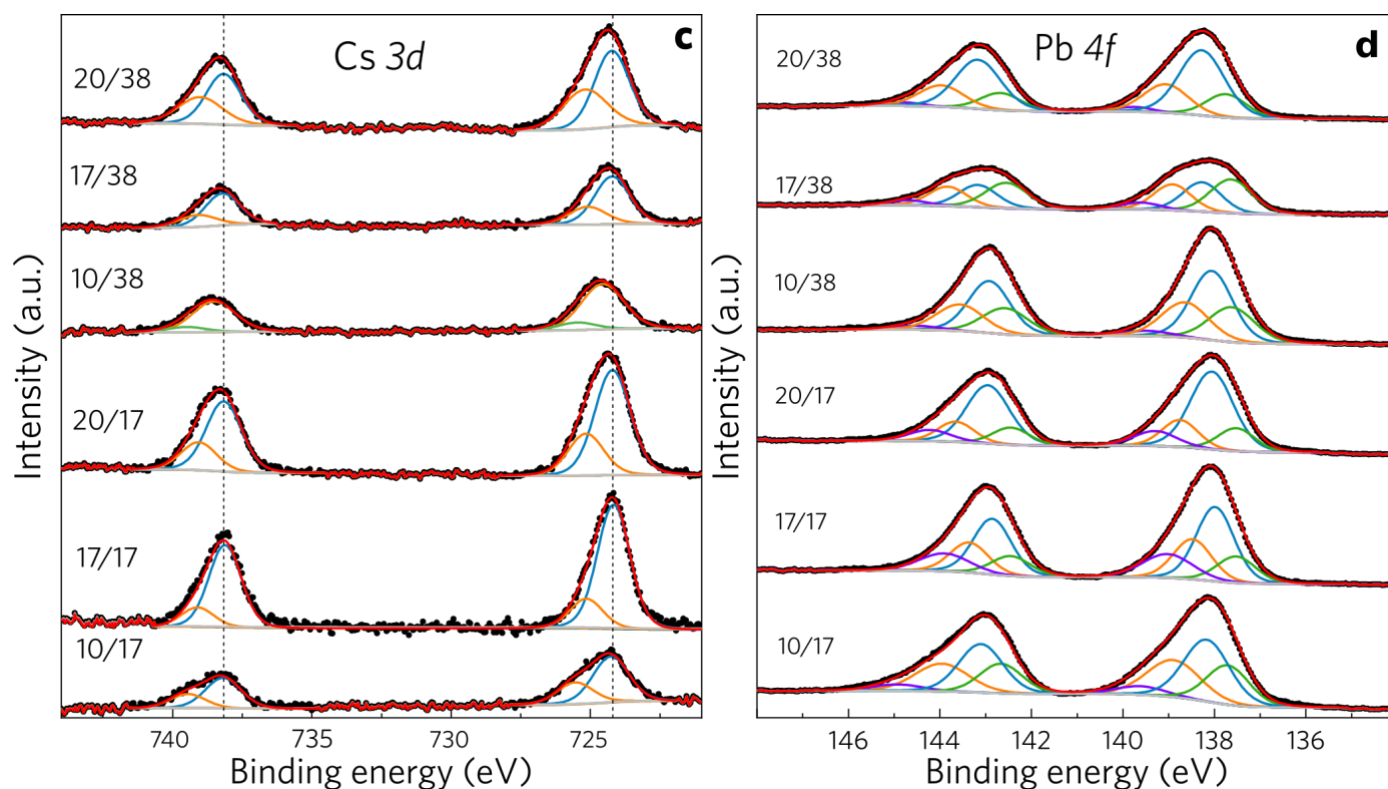 c
Cs 3d
20/38
17/38
10/38
20/17
17/17
10/17
Intensity (a.u.)
740
735
730
725
Binding energy (eV)
d
Pb 4f
20/38
17/38
10/38
20/17
17/17
10/17
Intensity (a.u.)
146
144
142
140
138
136
Binding energy (eV)